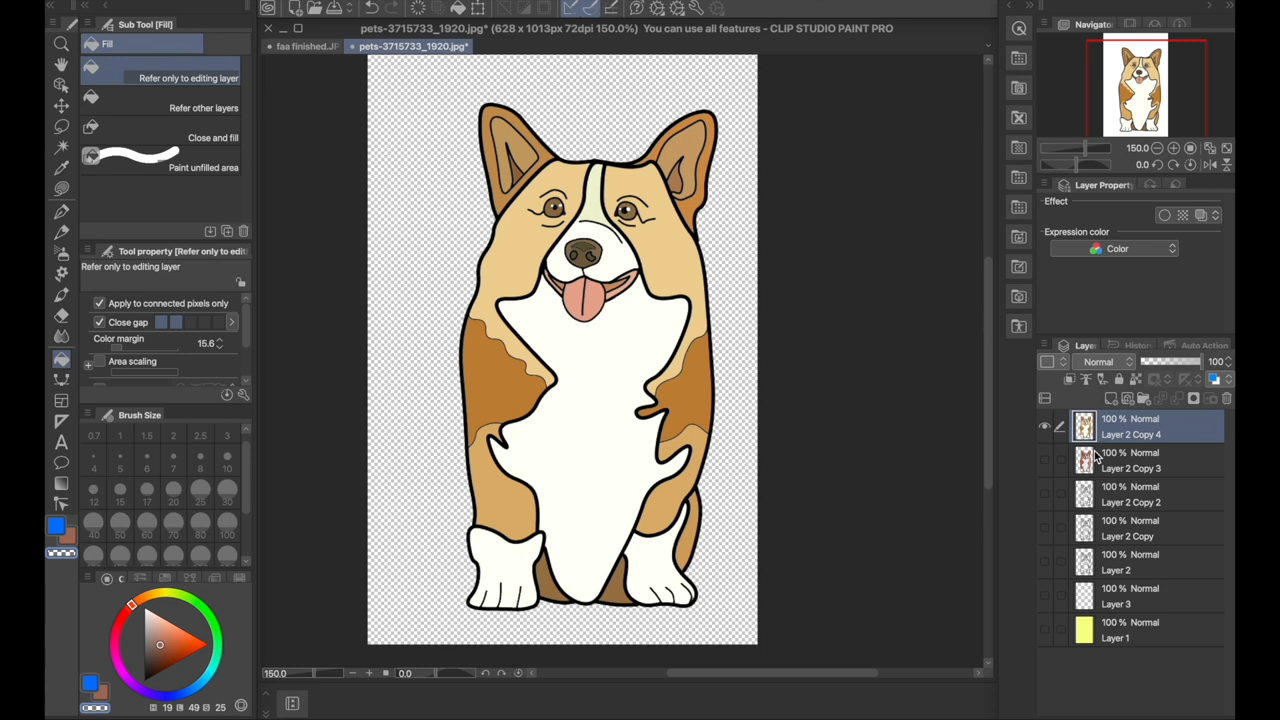 Sub Tool [Fill]
Fill
Refer only to editing layer
Refer other layers
Close and fill
Paint unfilled area
Tool property [Refer only to edit
Refer only to editing layer
Apply to connected pixels only
Close gap
Color margin
15.6
Area scaling
Brush Size
0.7 1 1.5 2 2.5 3
4 5 6 7 8 10
12 15 17 20 25 30
40 50 60 70 80 100
C
H 19 L 49 S 25
pets-3715733_1920.jpg* (628 x 1013px 72dpi 150.0%) You can use all features - CLIP STUDIO PAINT PRO
faa finished.JP
pets-3715733_1920.jpg*
150.0
0.0
Navigator
150.0
0.0
Layer Property
Effect
Expression color
Color
Layer History Auto Action
Normal 100
100 % Normal
Layer 2 Copy 4
100 % Normal
Layer 2 Copy 3
100 % Normal
Layer 2 Copy 2
100 % Normal
Layer 2 Copy
100 % Normal
Layer 2
100 % Normal
Layer 3
100 % Normal
Layer 1